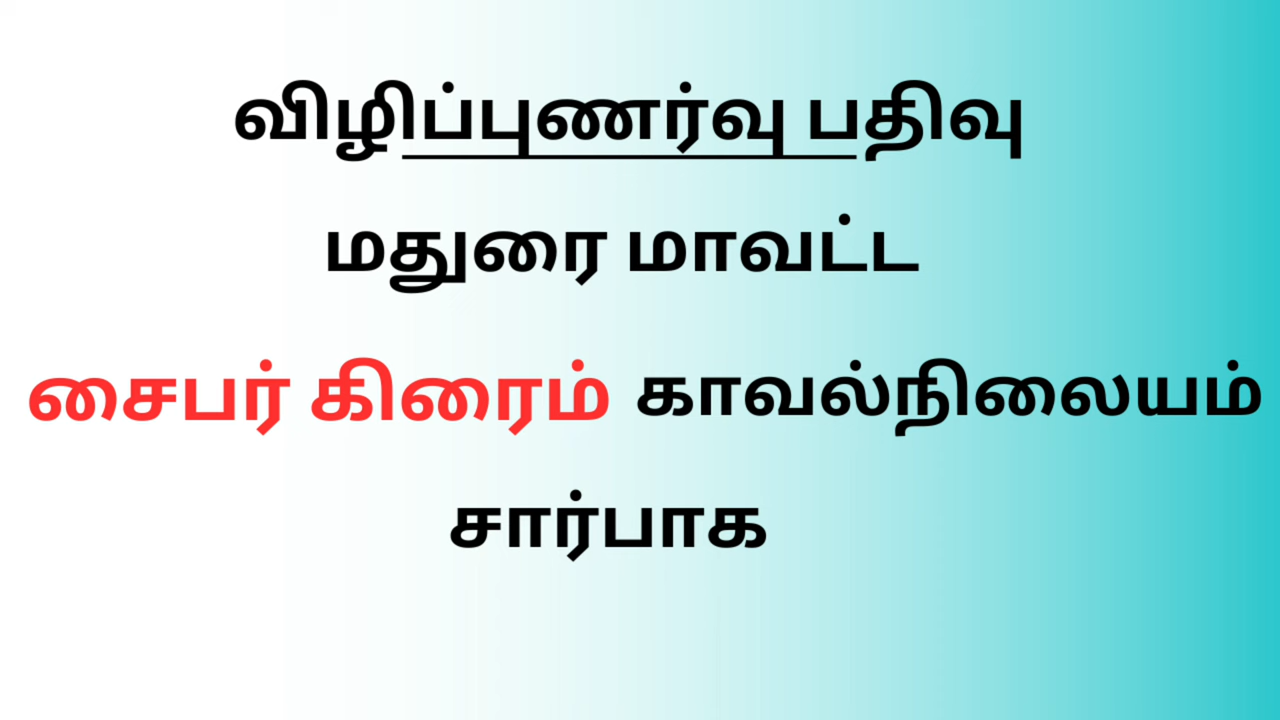 விழிப்புணர்வு பதிவு
மதுரை மாவட்ட
சைபர் கிரைம் காவல்நிலையம்
சார்பாக